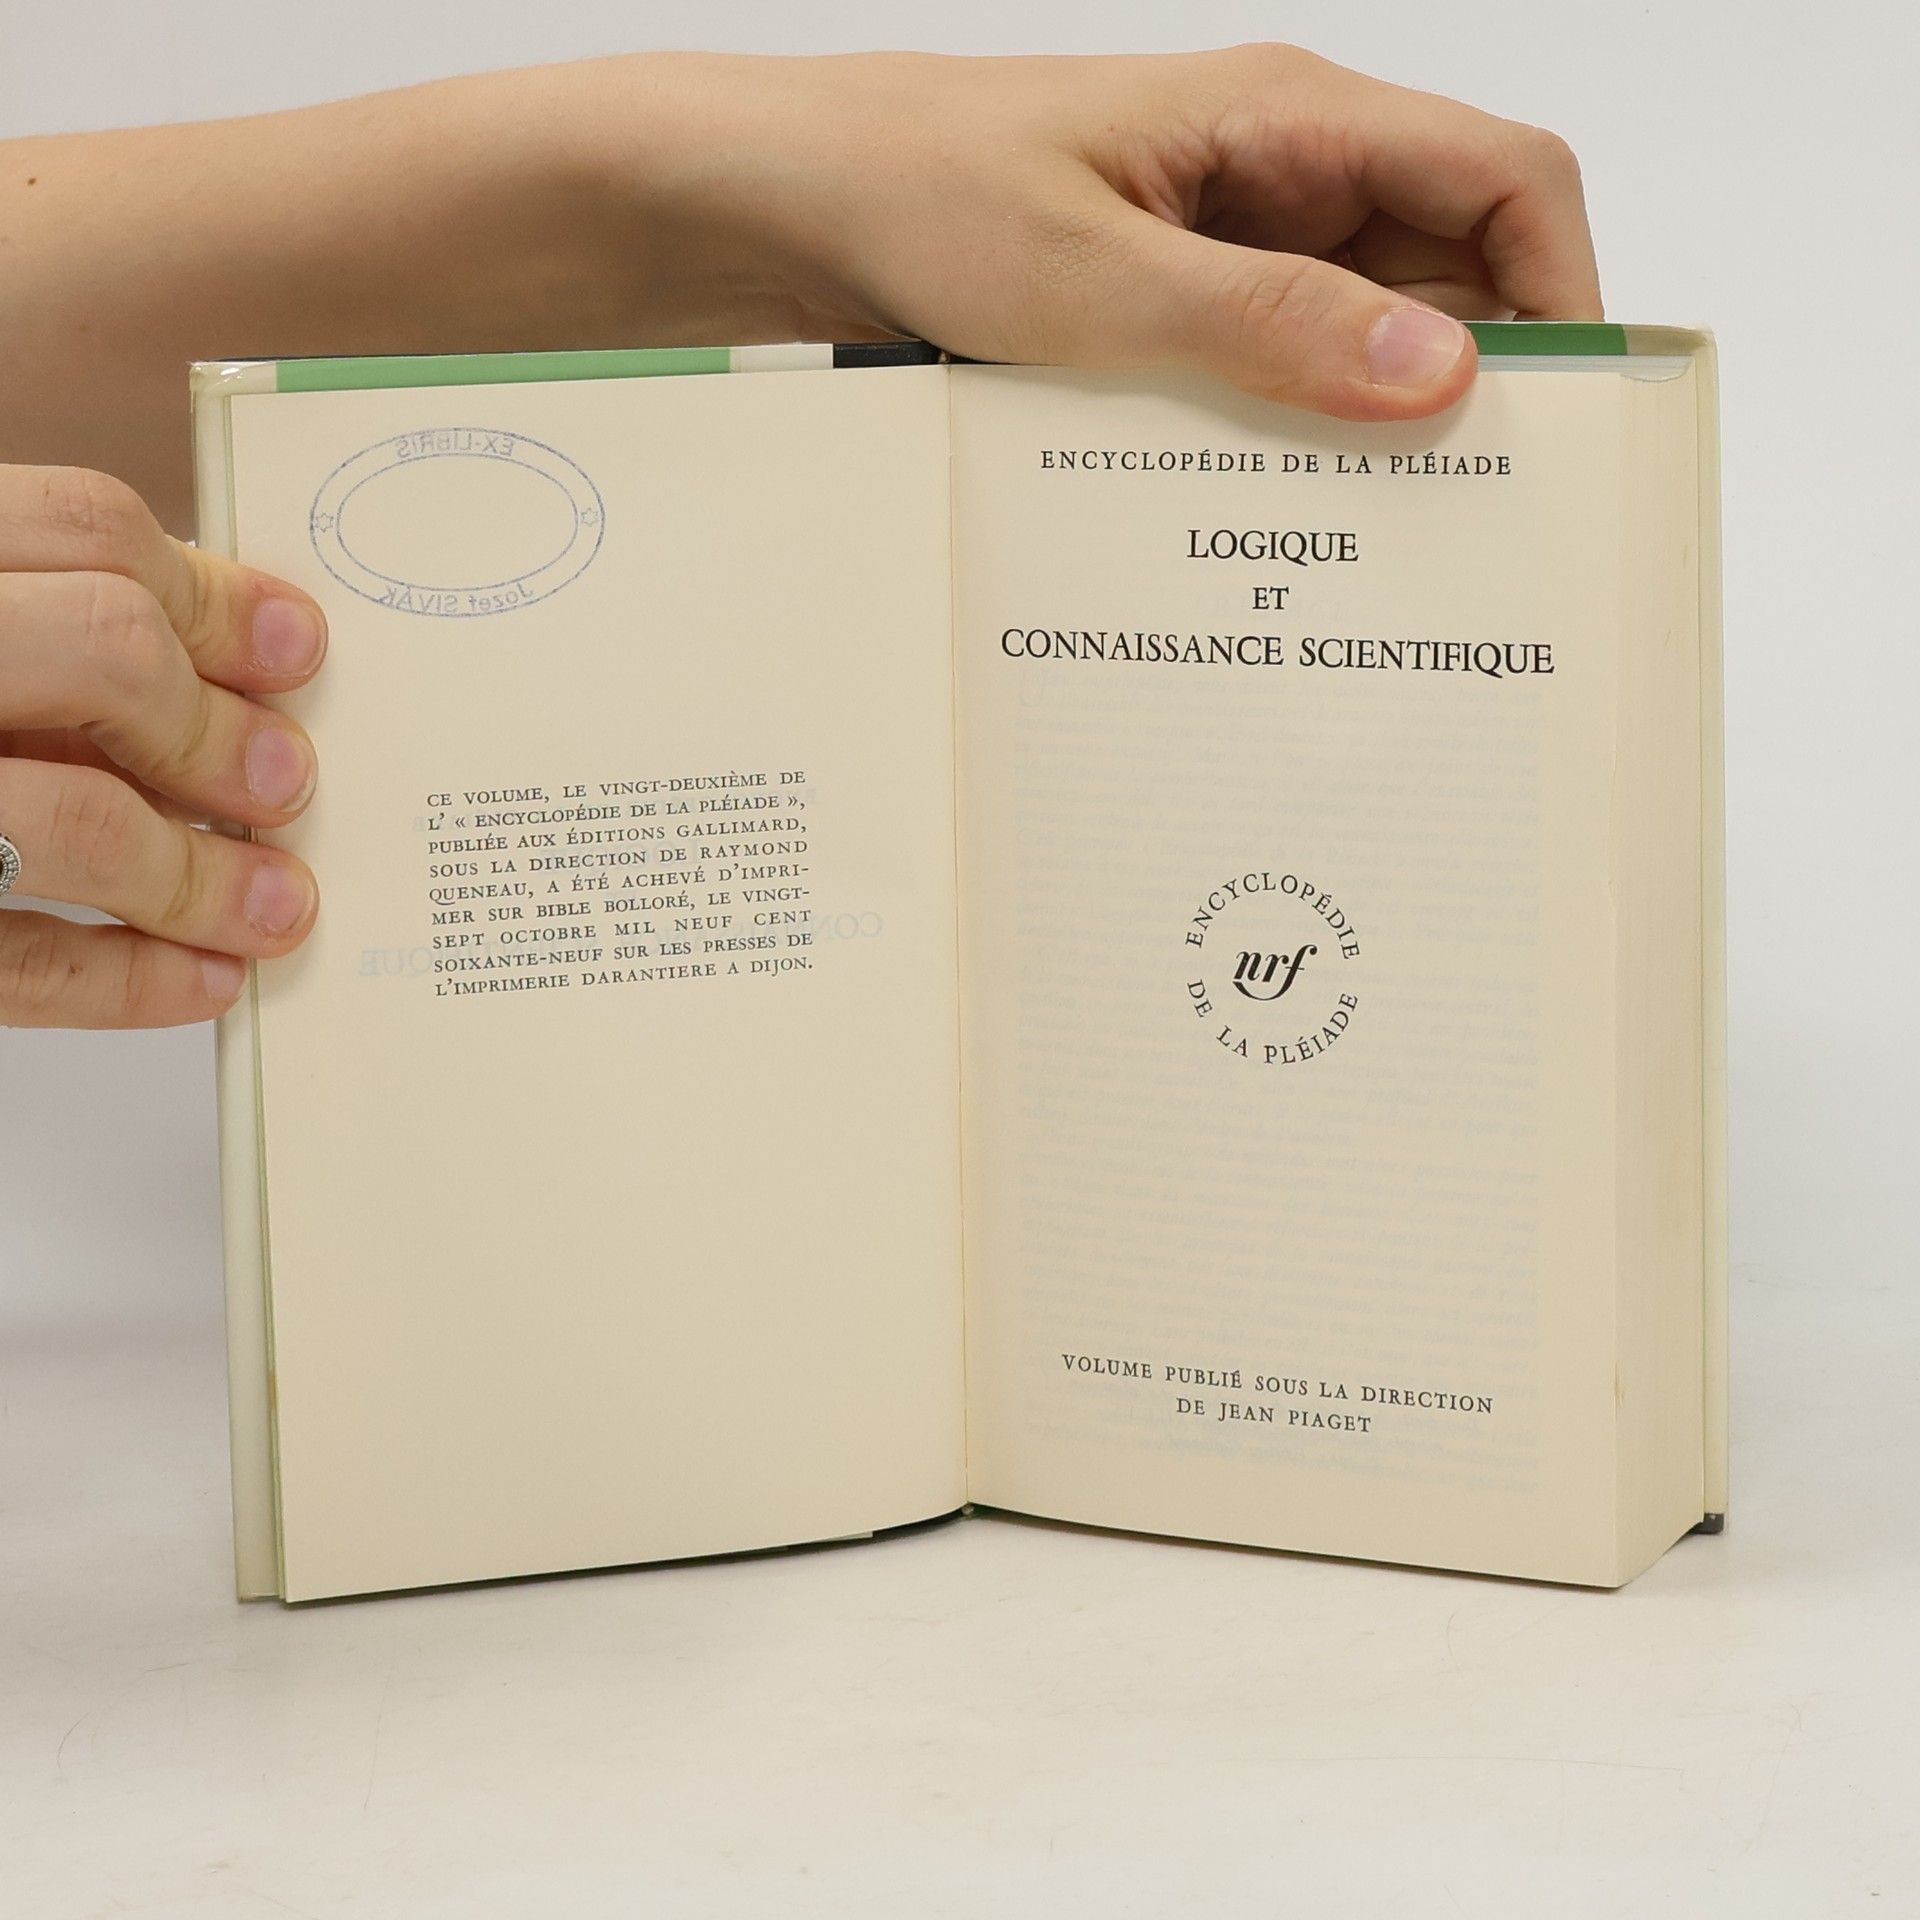 EX-LIBRIS
Jozef SIVÁK
CE VOLUME, LE VINGT-DEUXIÈME DE
L' « ENCYCLOPÉDIE DE LA PLÉIADE »,
PUBLIÉE AUX ÉDITIONS GALLIMARD,
SOUS LA DIRECTION DE RAYMOND
QUENEAU, A ÉTÉ ACHEVÉ D'IMPRI-
MER SUR BIBLE BOLLORÉ, LE VINGT-
SEPT OCTOBRE MIL NEUF CENT
SOIXANTE-NEUF SUR LES PRESSES DE
L'IMPRIMERIE DARANTIERE A DIJON.
ENCYCLOPÉDIE DE LA PLÉIADE
LOGIQUE
ET
CONNAISSANCE SCIENTIFIQUE
ENCYCLOPÉDIE
nrf
DE LA PLÉIADE
VOLUME PUBLIÉ SOUS LA DIRECTION
DE JEAN PIAGET